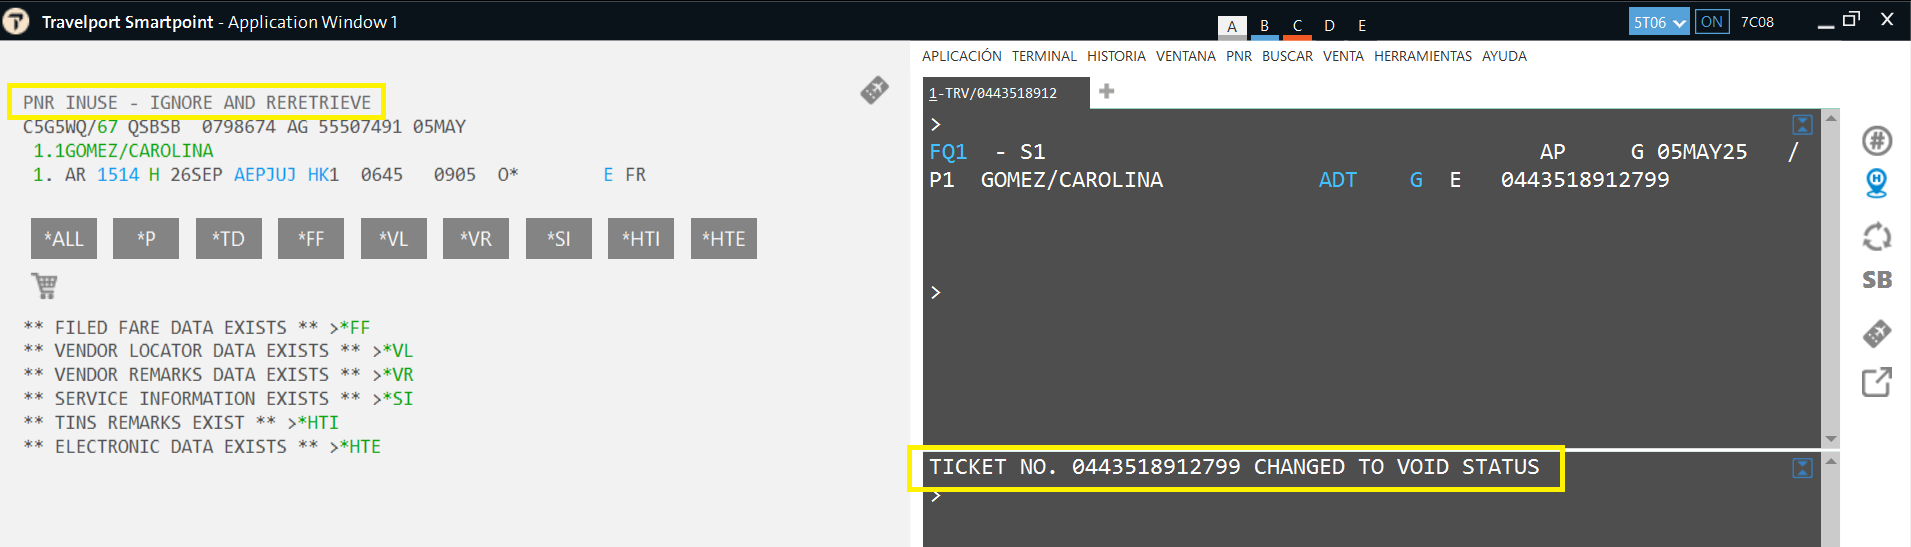 Travelport Smartpoint - Application Window 1
A B C D E
5T06 ON 7C08
PNR INUSE - IGNORE AND RERETRIEVE
C5G5WQ/67 QSBSB 0798674 AG 55507491 05MAY
1.1GOMEZ/CAROLINA
1. AR 1514 H 26SEP AEPJUJ HK1 0645 0905 O* E FR
*ALL *P *TD *FF *VL *VR *SI *HTI *HTE
** FILED FARE DATA EXISTS ** >*FF
** VENDOR LOCATOR DATA EXISTS ** >*VL
** VENDOR REMARKS DATA EXISTS ** >*VR
** SERVICE INFORMATION EXISTS ** >*SI
** TINS REMARKS EXIST ** >*HTI
** ELECTRONIC DATA EXISTS ** >*HTE
APLICACIÓN TERMINAL HISTORIA VENTANA PNR BUSCAR VENTA HERRAMIENTAS AYUDA
1-TRV/0443518912
>
FQ1 - S1 AP G 05MAY25 /
P1 GOMEZ/CAROLINA ADT G E 0443518912799
>
TICKET NO. 0443518912799 CHANGED TO VOID STATUS
>
#
H
SB